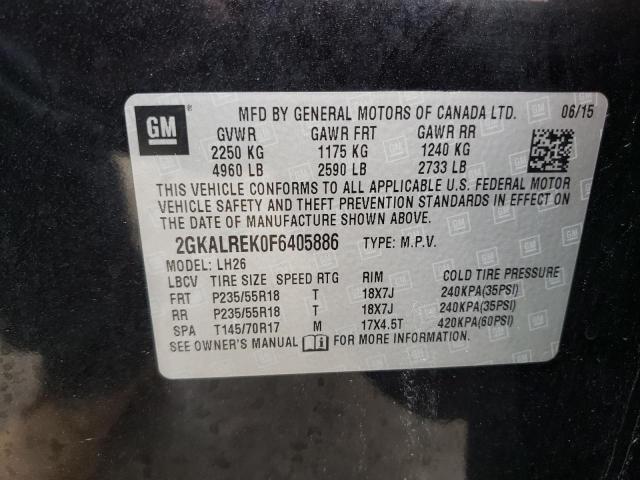 GM ® MFD BY GENERAL MOTORS OF CANADA LTD. 06/15
GVWR GAWR FRT GAWR RR
2250 KG 1175 KG 1240 KG
4960 LB 2590 LB 2733 LB
THIS VEHICLE CONFORMS TO ALL APPLICABLE U.S. FEDERAL MOTOR
VEHICLE SAFETY AND THEFT PREVENTION STANDARDS IN EFFECT ON
THE DATE OF MANUFACTURE SHOWN ABOVE.
2GKALREK0F6405886 TYPE: M.P.V.
MODEL: LH26
LBCV TIRE SIZE SPEED RTG RIM COLD TIRE PRESSURE
FRT P235/55R18 T 18X7J 240KPA(35PSI)
RR P235/55R18 T 18X7J 240KPA(35PSI)
SPA T145/70R17 M 17X4.5T 420KPA(60PSI)
SEE OWNER'S MANUAL FOR MORE INFORMATION.